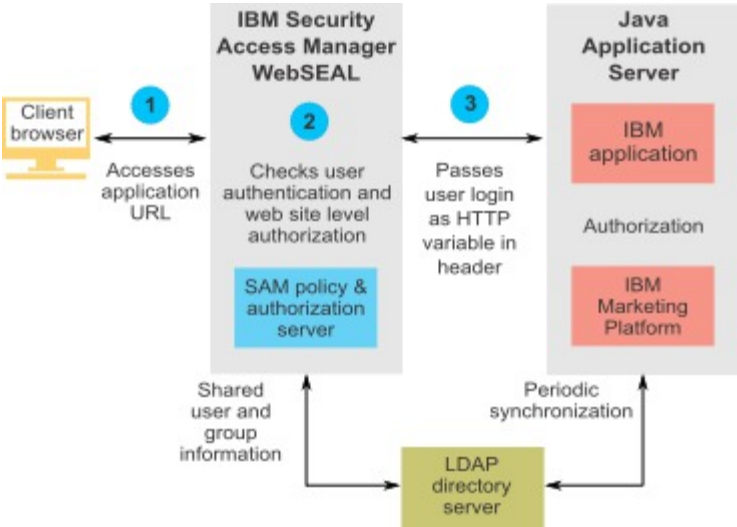 IBM Security
Access Manager
WebSEAL
Java
Application
Server
Client
browser
1
2
3
IBM
application
Accesses
application
URL
Checks user
authentication and
web site level
authorization
Passes
user login
as HTTP
variable in
header
Authorization
SAM policy &
authorization
server
IBM
Marketing
Platform
Shared
user and
group
information
Periodic
synchronization
LDAP
directory
server